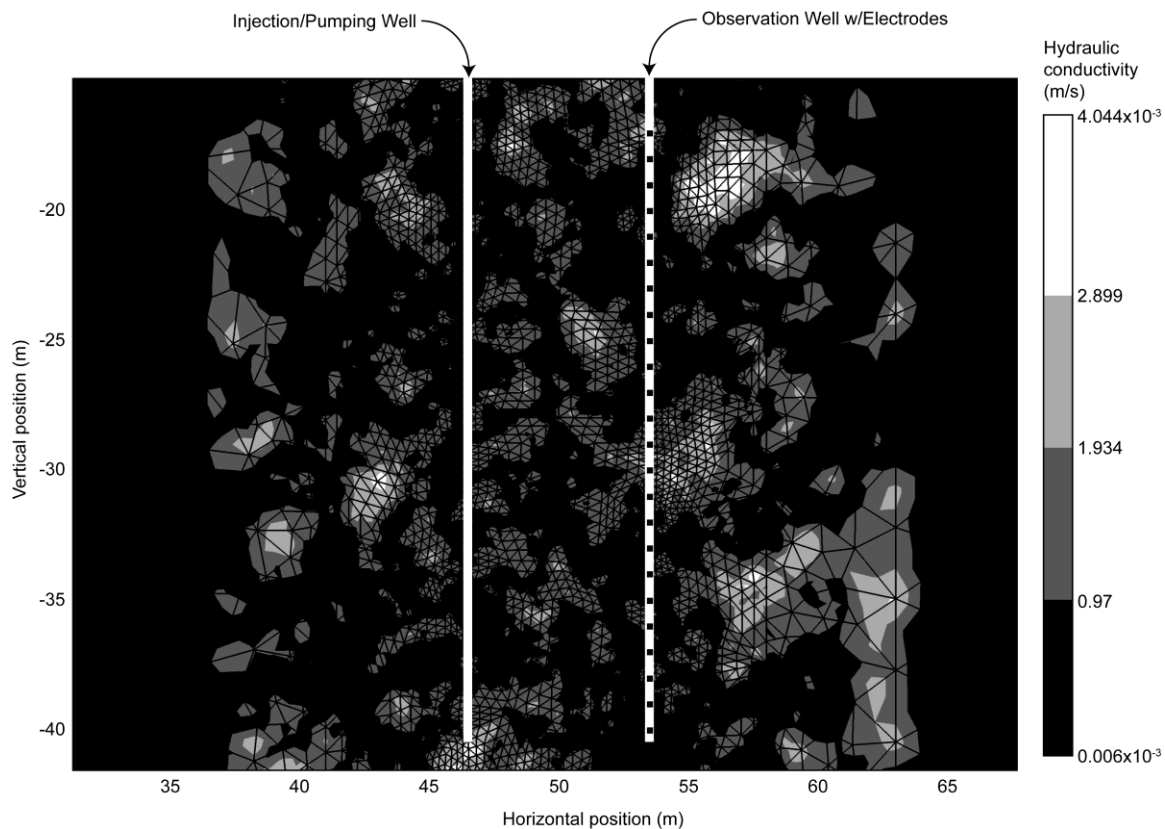 Injection/Pumping Well
Observation Well w/Electrodes
Hydraulic
conductivity
(m/s)
4.044x10⁻³
2.899
1.934
0.97
0.006x10⁻³
Vertical position (m)
-20
-25
-30
-35
-40
35 40 45 50 55 60 65
Horizontal position (m)